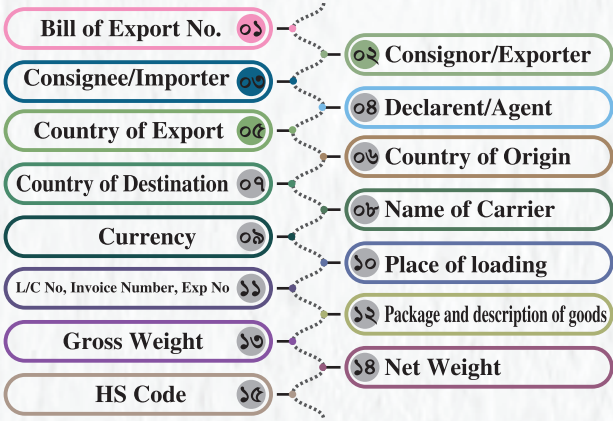 Bill of Export No. ০১
০২ Consignor/Exporter
Consignee/Importer ০৩
০৪ Declarent/Agent
Country of Export ০৫
০৬ Country of Origin
Country of Destination ০৭
০৮ Name of Carrier
Currency ০৯
১০ Place of loading
L/C No, Invoice Number, Exp No ১১
১২ Package and description of goods
Gross Weight ১৩
১৪ Net Weight
HS Code ১৫